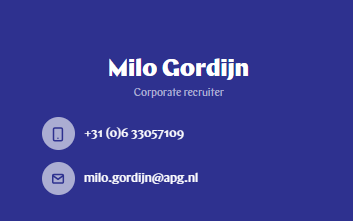 Milo Gordijn
Corporate recruiter
+31 (0)6 33057109
milo.gordijn@apg.nl